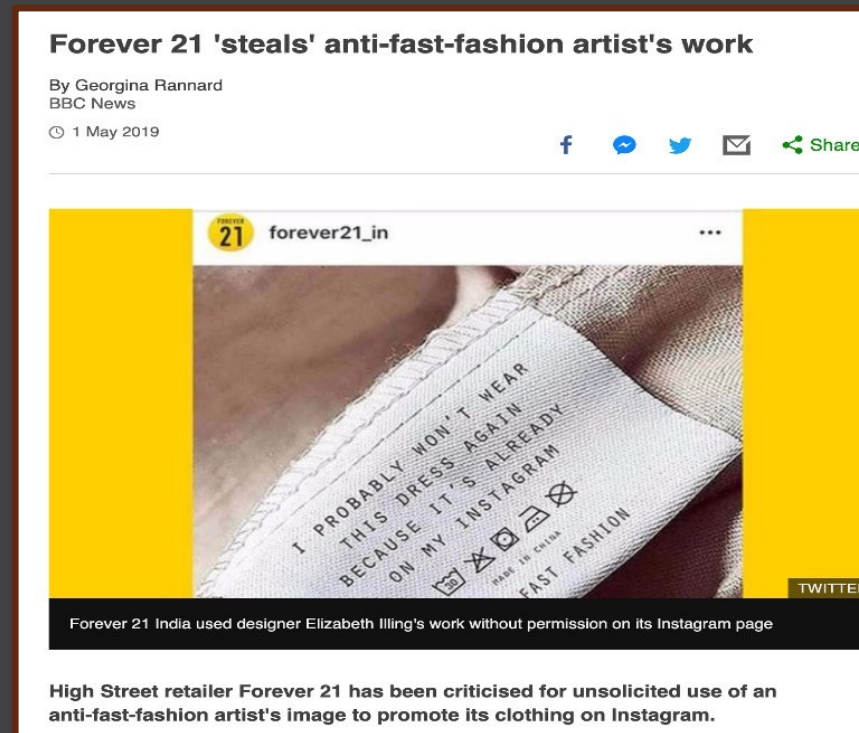 Forever 21 'steals' anti-fast-fashion artist's work
By Georgina Rannard
BBC News
1 May 2019
f
Share
FOREVER
21
forever21_in
I PROBABLY WON'T WEAR
THIS DRESS AGAIN
BECAUSE IT'S ALREADY
ON MY INSTAGRAM
30
MADE IN CHINA
FAST FASHION
TWITTER
Forever 21 India used designer Elizabeth Illing's work without permission on its Instagram page
High Street retailer Forever 21 has been criticised for unsolicited use of an
anti-fast-fashion artist's image to promote its clothing on Instagram.